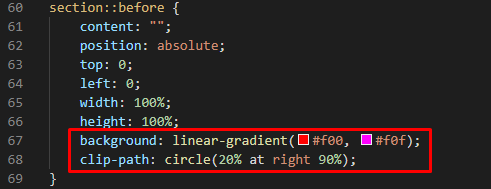 60 section::before {
61 content: "";
62 position: absolute;
63 top: 0;
64 left: 0;
65 width: 100%;
66 height: 100%;
67 background: linear-gradient(#f00, #f0f);
68 clip-path: circle(20% at right 90%);
69 }